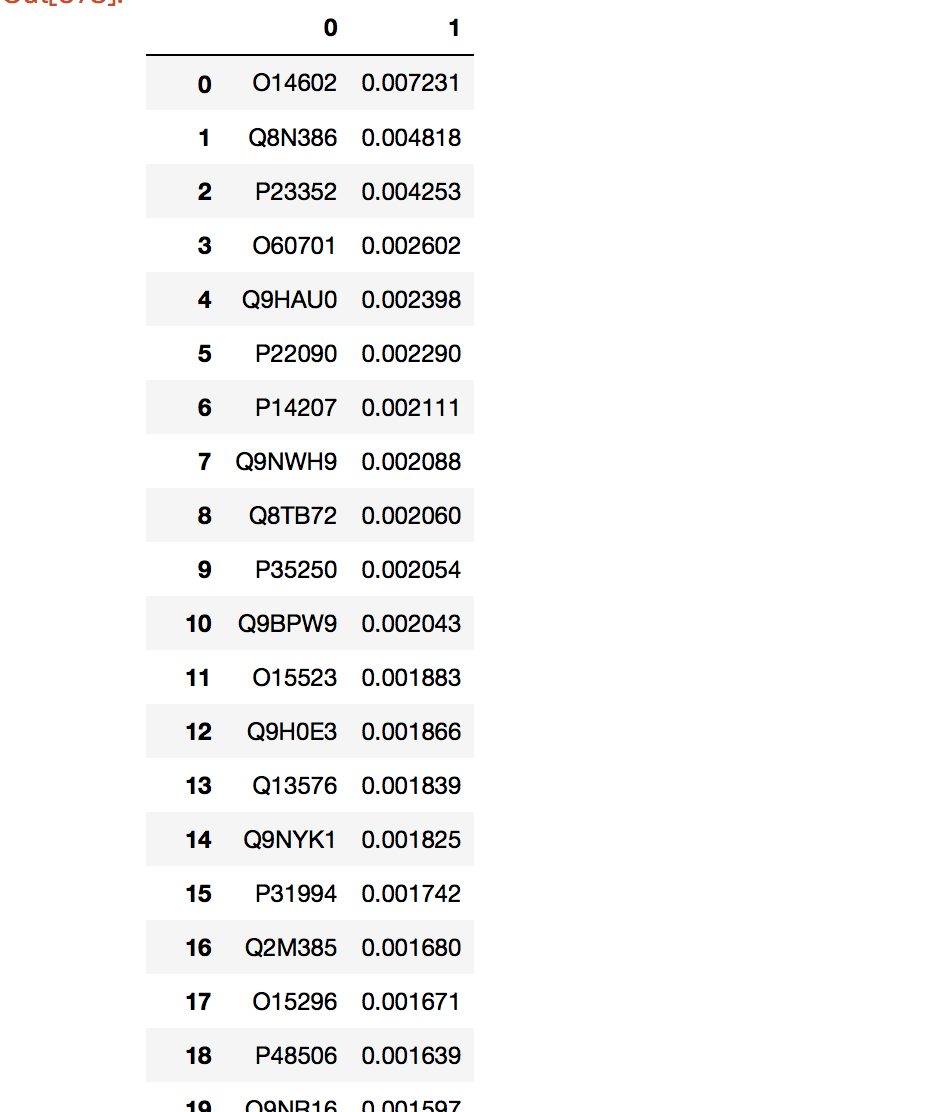 0 1
0 O14602 0.007231
1 Q8N386 0.004818
2 P23352 0.004253
3 O60701 0.002602
4 Q9HAU0 0.002398
5 P22090 0.002290
6 P14207 0.002111
7 Q9NWH9 0.002088
8 Q8TB72 0.002060
9 P35250 0.002054
10 Q9BPW9 0.002043
11 O15523 0.001883
12 Q9H0E3 0.001866
13 Q13576 0.001839
14 Q9NYK1 0.001825
15 P31994 0.001742
16 Q2M385 0.001680
17 O15296 0.001671
18 P48506 0.001639
19 Q9NR16 0.001597